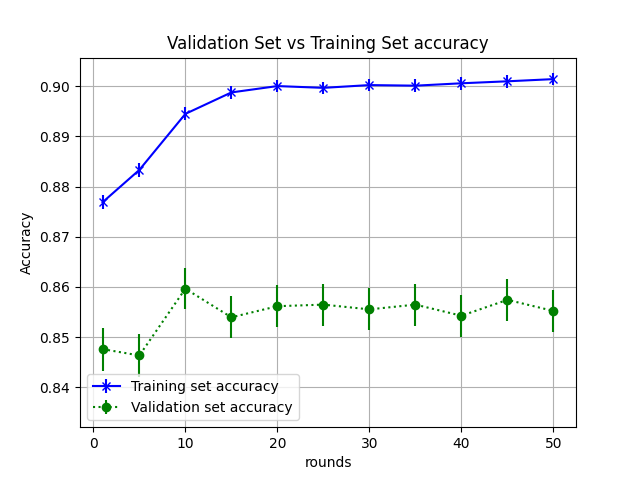 Validation Set vs Training Set accuracy
0.90
0.89
0.88
0.87
0.86
0.85
0.84
Accuracy
Training set accuracy
Validation set accuracy
0 10 20 30 40 50
rounds